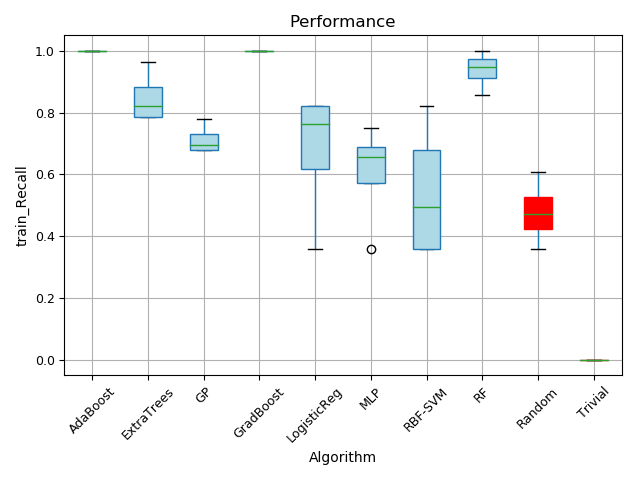 Performance
train_Recall
1.0
0.8
0.6
0.4
0.2
0.0
AdaBoost
ExtraTrees
GP
GradBoost
LogisticReg
MLP
RBF-SVM
RF
Random
Trivial
Algorithm